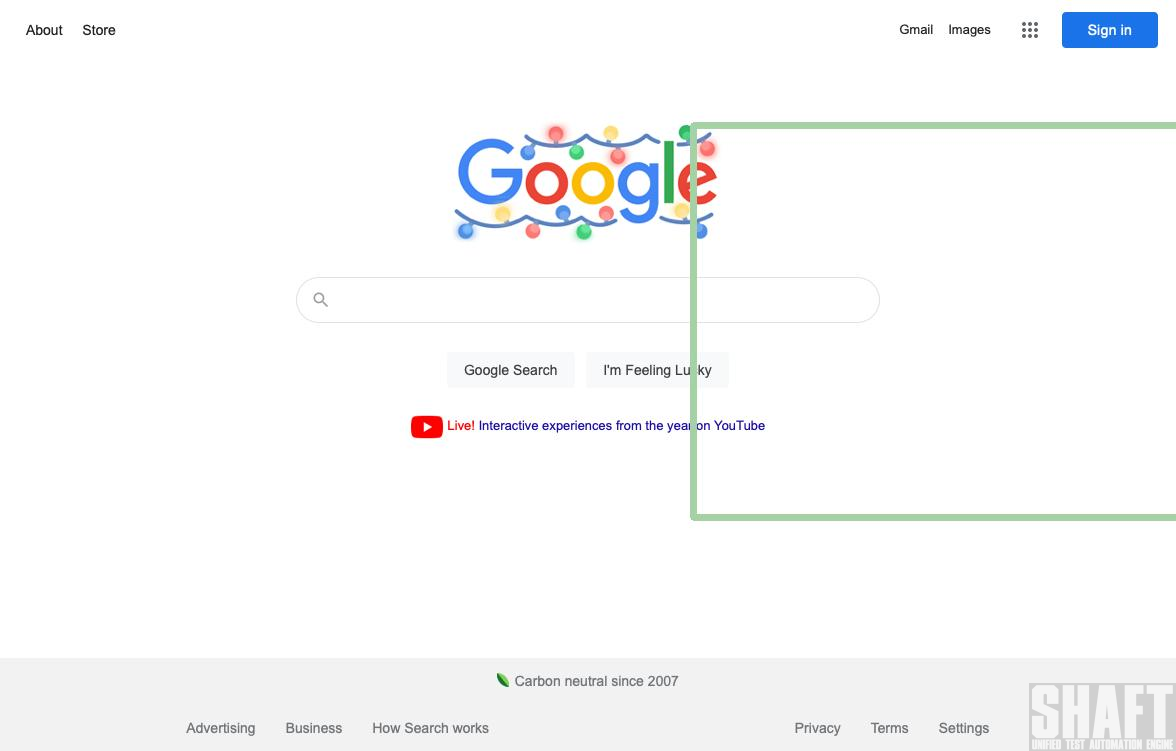 About Store Gmail Images Sign in
Google
Google Search I'm Feeling Lucky
Live! Interactive experiences from the year on YouTube
Carbon neutral since 2007
Advertising Business How Search works Privacy Terms Settings
SHAFT
UNIFIED TEST AUTOMATION ENGINE